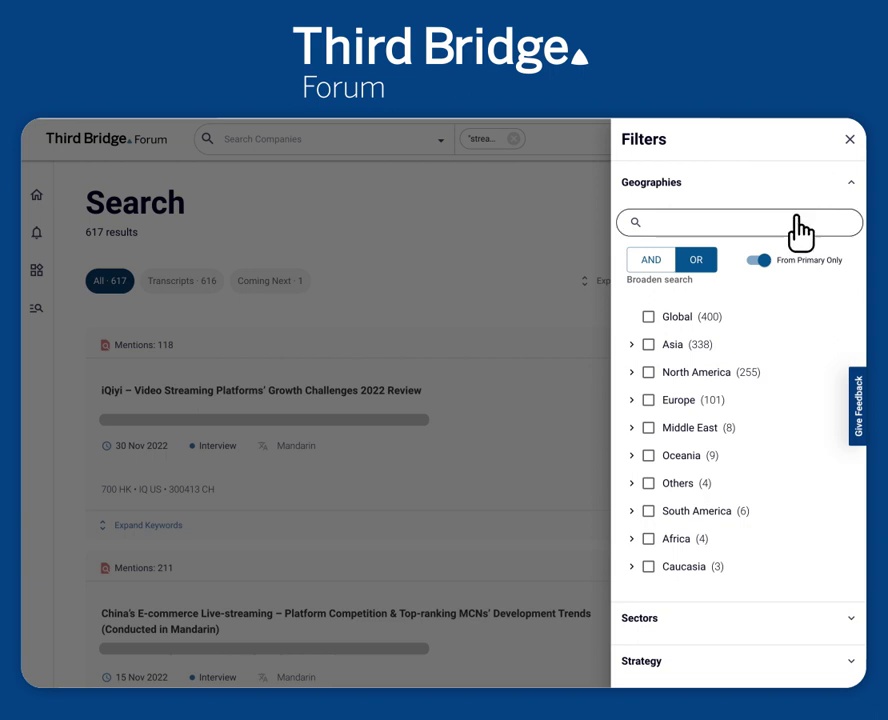 Third Bridge
Forum
Third Bridge Forum
Search Companies
"strea...
Search
617 results
All · 617
Transcripts · 616
Coming Next · 1
Exp
Mentions: 118
iQiyi – Video Streaming Platforms' Growth Challenges 2022 Review
30 Nov 2022
Interview
Mandarin
700 HK • IQ US • 300413 CH
Expand Keywords
Mentions: 211
China's E-commerce Live-streaming – Platform Competition & Top-ranking MCNs' Development Trends
(Conducted in Mandarin)
15 Nov 2022
Interview
Mandarin
Filters
Geographies
AND
OR
From Primary Only
Broaden search
Global (400)
Asia (338)
North America (255)
Europe (101)
Middle East (8)
Oceania (9)
Others (4)
South America (6)
Africa (4)
Caucasia (3)
Sectors
Strategy
Give Feedback